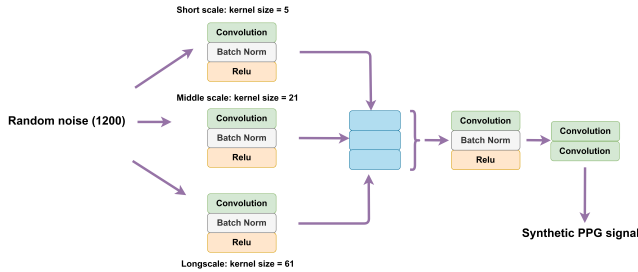 Short scale: kernel size = 5
Convolution
Batch Norm
Relu
Random noise (1200)
Middle scale: kernel size = 21
Convolution
Batch Norm
Relu
Convolution
Batch Norm
Relu
Longscale: kernel size = 61
Convolution
Batch Norm
Relu
Convolution
Convolution
Synthetic PPG signal